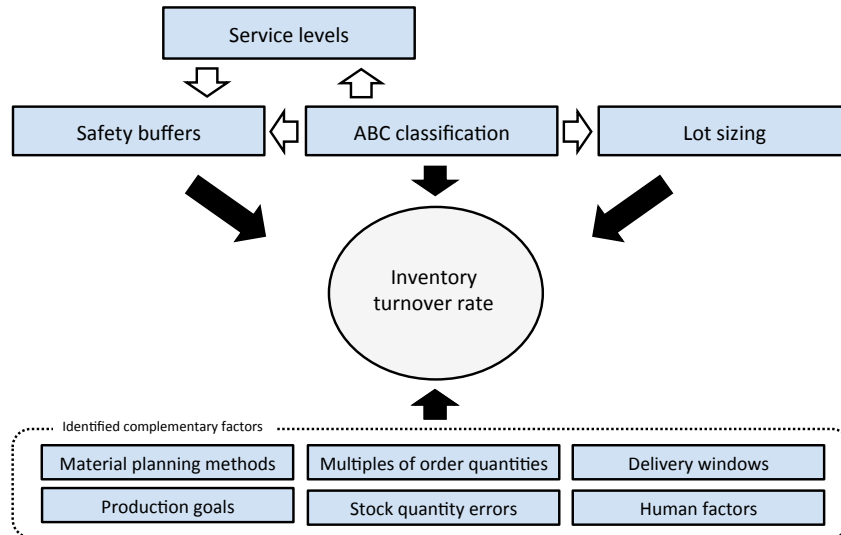 Service levels
Safety buffers
ABC classification
Lot sizing
Inventory
turnover rate
Identified complementary factors
Material planning methods
Multiples of order quantities
Delivery windows
Production goals
Stock quantity errors
Human factors